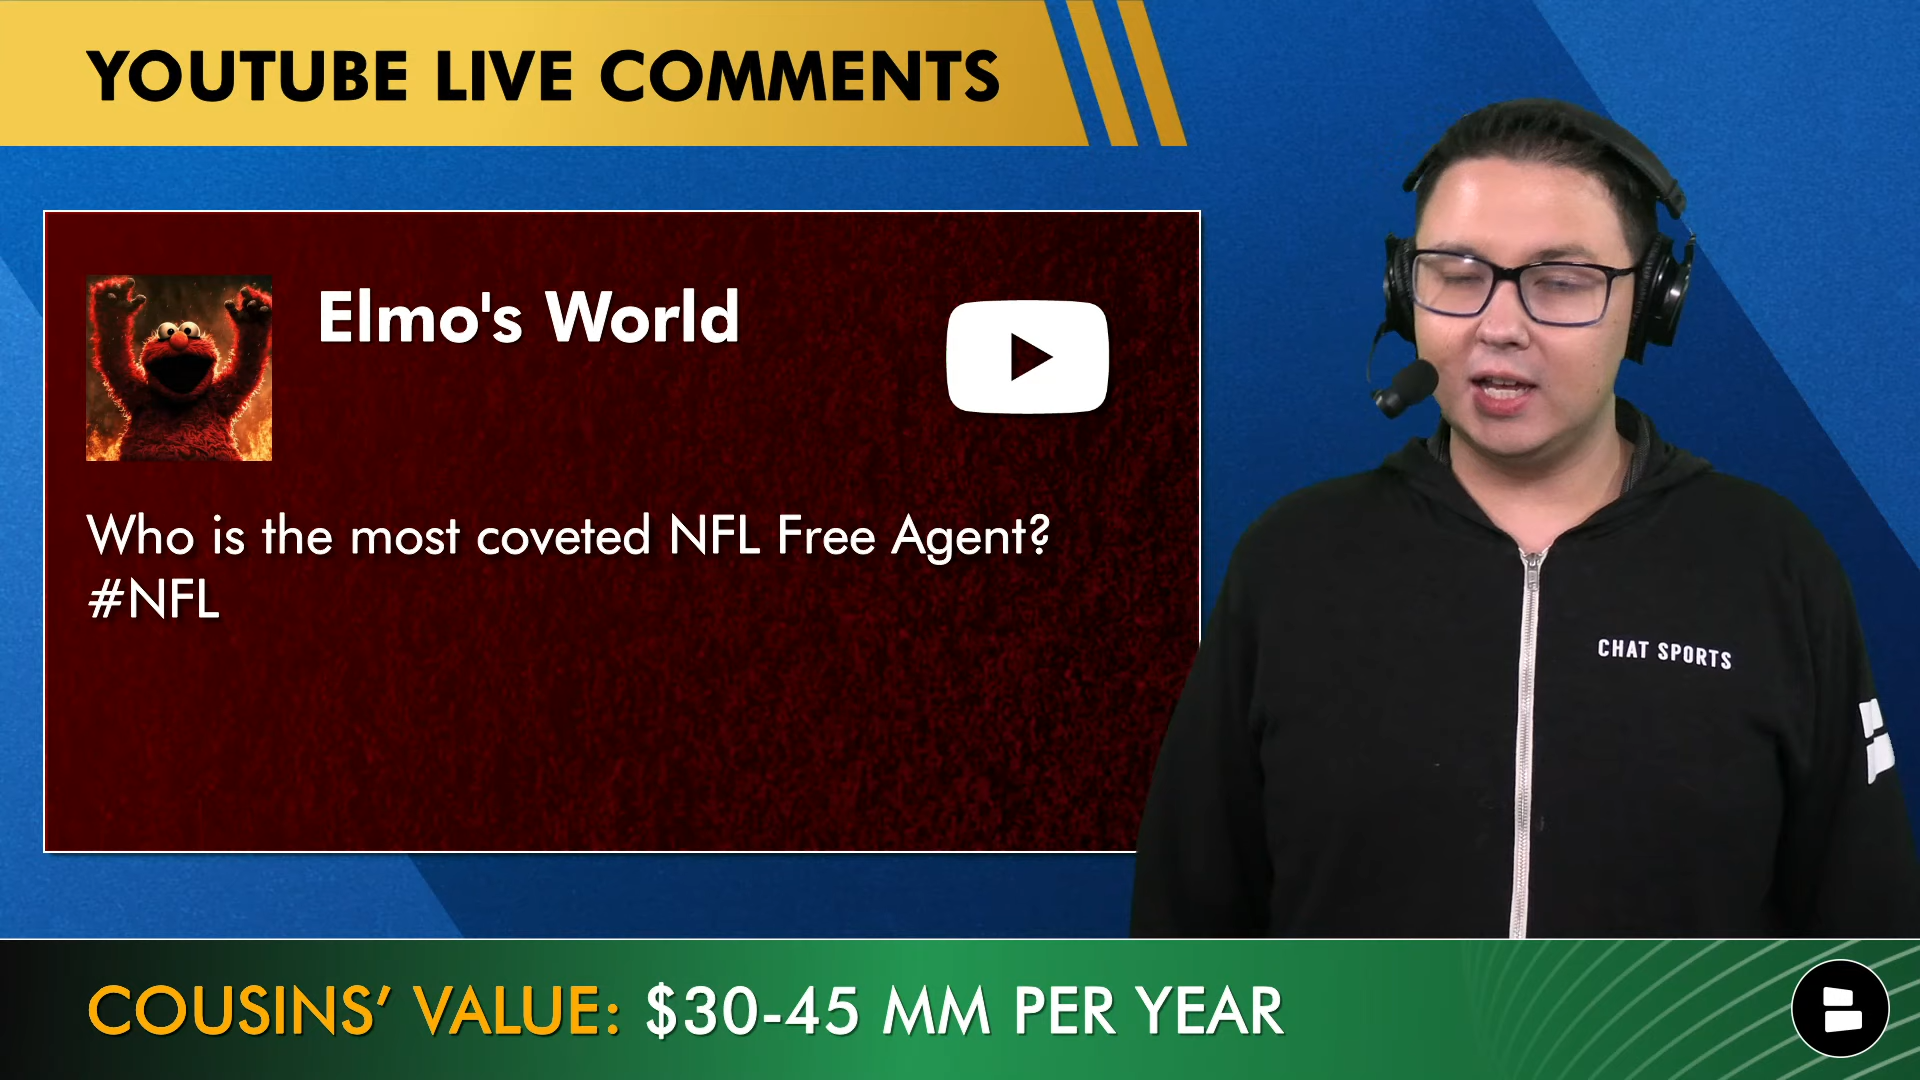 YOUTUBE LIVE COMMENTS
Elmo's World
Who is the most coveted NFL Free Agent?
#NFL
CHAT SPORTS
COUSINS' VALUE: $30-45 MM PER YEAR